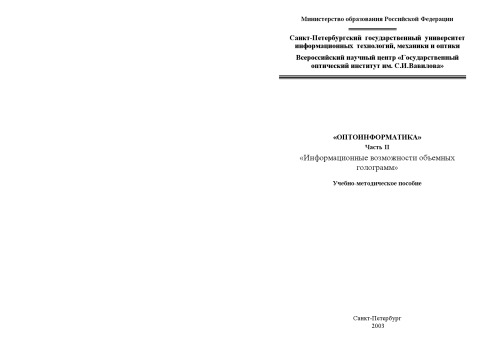 Министерство образования Российской Федерации
Санкт-Петербургский государственный университет
информационных технологий, механики и оптики
Всероссийский научный центр «Государственный
оптический институт им. С.И.Вавилова»
«ОПТОИНФОРМАТИКА»
Часть II
«Информационные возможности объемных
голограмм»
Учебно-методическое пособие
Санкт-Петербург
2003